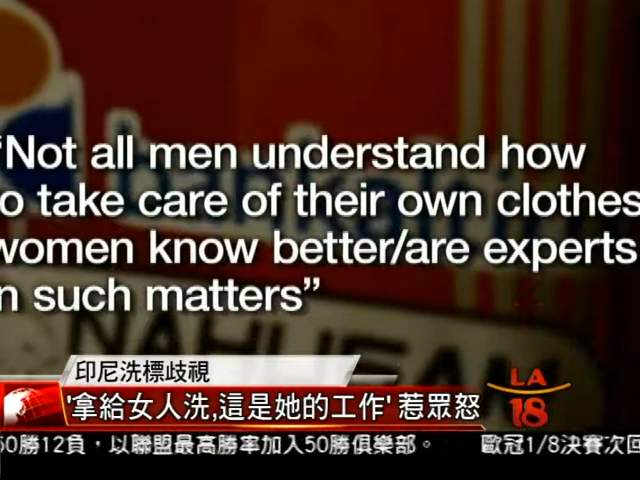 “Not all men understand how
o take care of their own clothes
women know better/are experts
n such matters”
NAHUSAM
印尼洗標歧視
'拿給女人洗,這是她的工作' 惹眾怒
LA
18
50勝12負，以聯盟最高勝率加入50勝俱樂部。 歐冠1/8決賽次回